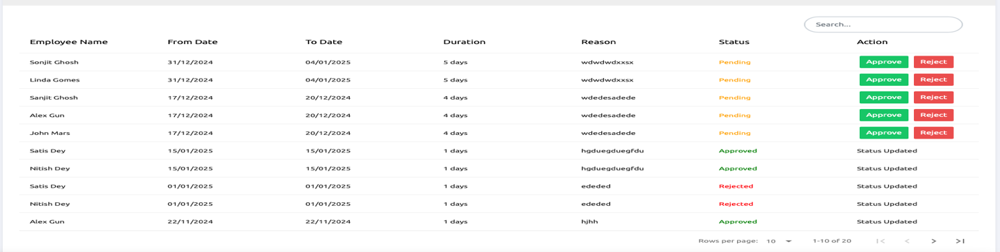 Search...
Employee Name From Date To Date Duration Reason Status Action
Sonjit Ghosh 31/12/2024 04/01/2025 5 days wdwdwdxxsx Pending Approve Reject
Linda Gomes 31/12/2024 04/01/2025 5 days wdwdwdxxsx Pending Approve Reject
Sanjit Ghosh 17/12/2024 20/12/2024 4 days wdedesadede Pending Approve Reject
Alex Gun 17/12/2024 20/12/2024 4 days wdedesadede Pending Approve Reject
John Mars 17/12/2024 20/12/2024 4 days wdedesadede Pending Approve Reject
Satis Dey 15/01/2025 15/01/2025 1 days hgduegduegfdu Approved Status Updated
Nitish Dey 15/01/2025 15/01/2025 1 days hgduegduegfdu Approved Status Updated
Satis Dey 01/01/2025 01/01/2025 1 days ededed Rejected Status Updated
Nitish Dey 01/01/2025 01/01/2025 1 days ededed Rejected Status Updated
Alex Gun 22/11/2024 22/11/2024 1 days hjhh Approved Status Updated
Rows per page: 10 1-10 of 20